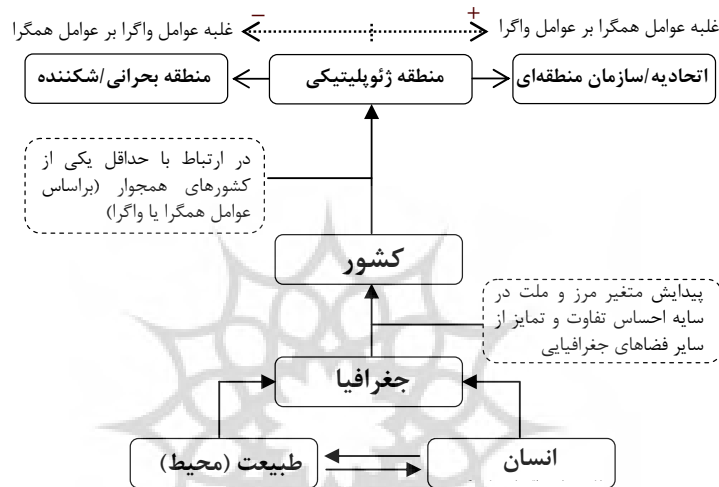 غلبه عوامل همگرا بر عوامل واگرا
+
−
غلبه عوامل واگرا بر عوامل همگرا
اتحادیه/سازمان منطقه‌ای
منطقه ژئوپلیتیکی
منطقه بحرانی/شکننده
در ارتباط با حداقل یکی از
کشورهای همجوار (براساس
عوامل همگرا یا واگرا)
کشور
پیدایش متغیر مرز و ملت در
سایه احساس تفاوت و تمایز از
سایر فضاهای جغرافیایی
جغرافیا
انسان
طبیعت (محیط)